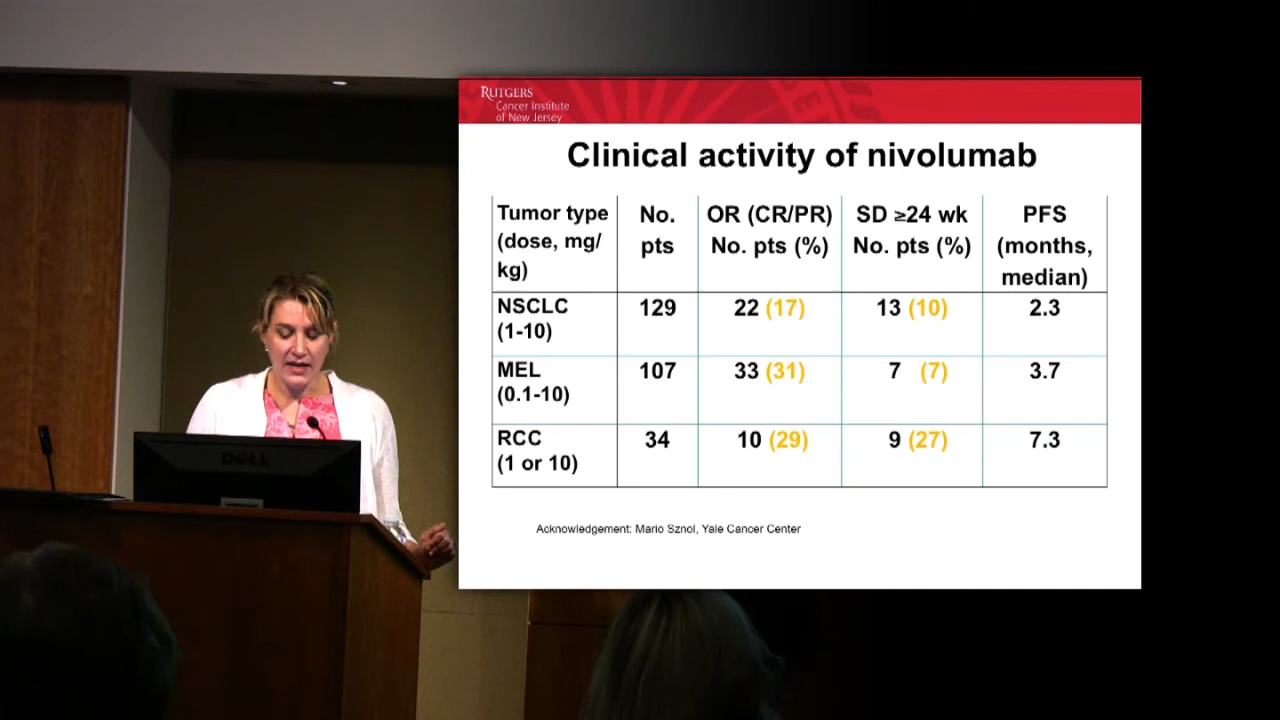 RUTGERS
Cancer Institute
of New Jersey
Clinical activity of nivolumab
Tumor type (dose, mg/kg) No. pts OR (CR/PR) No. pts (%) SD ≥24 wk No. pts (%) PFS (months, median)
NSCLC (1-10) 129 22 (17) 13 (10) 2.3
MEL (0.1-10) 107 33 (31) 7 (7) 3.7
RCC (1 or 10) 34 10 (29) 9 (27) 7.3
Acknowledgement: Mario Sznol, Yale Cancer Center
DELL